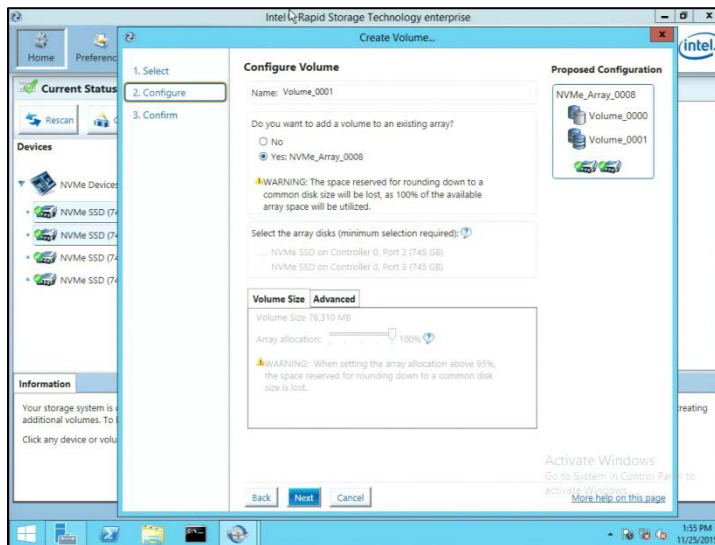 Intel Rapid Storage Technology enterprise
Home
Preferenc
intel
Current Status
Rescan
Devices
NVMe Devices
NVMe SSD (74
NVMe SSD (74
NVMe SSD (74
NVMe SSD (74
Information
Your storage system is
additional volumes. To
Click any device or volu
reating
Create Volume...
1. Select
2. Configure
3. Confirm
Configure Volume
Name: Volume_0001
Do you want to add a volume to an existing array?
No
Yes: NVMe_Array_0008
WARNING: The space reserved for rounding down to a
common disk size will be lost, as 100% of the available
array space will be utilized.
Select the array disks (minimum selection required):
NVMe SSD on Controller 0, Port 2 (745 GB)
NVMe SSD on Controller 0, Port 3 (745 GB)
Volume Size Advanced
Volume Size 76,310 MB
Array allocation: 100%
WARNING: When setting the array allocation above 95%,
the space reserved for rounding down to a common disk
size is lost.
Back Next Cancel
Proposed Configuration
NVMe_Array_0008
Volume_0000
Volume_0001
Activate Windows
Go to System in Control Panel to
activate Windows.
More help on this page
1:55 PM